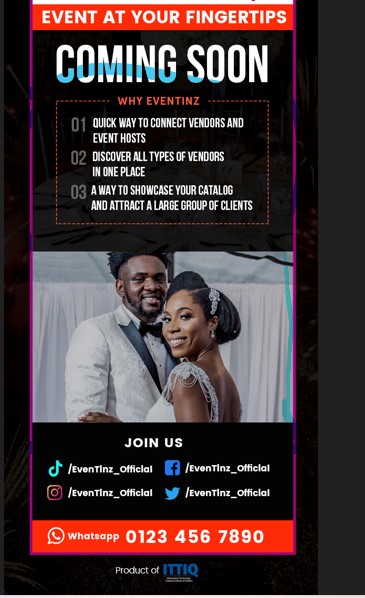 EVENT AT YOUR FINGERTIPS
COMING SOON
WHY EVENTINZ
01 QUICK WAY TO CONNECT VENDORS AND
EVENT HOSTS
02 DISCOVER ALL TYPES OF VENDORS
IN ONE PLACE
03 A WAY TO SHOWCASE YOUR CATALOG
AND ATTRACT A LARGE GROUP OF CLIENTS
JOIN US
/EvenTinz_Official /EvenTinz_Official
/EvenTinz_Official /EvenTinz_Official
Whatsapp 0123 456 7890
Product of ITTIQ